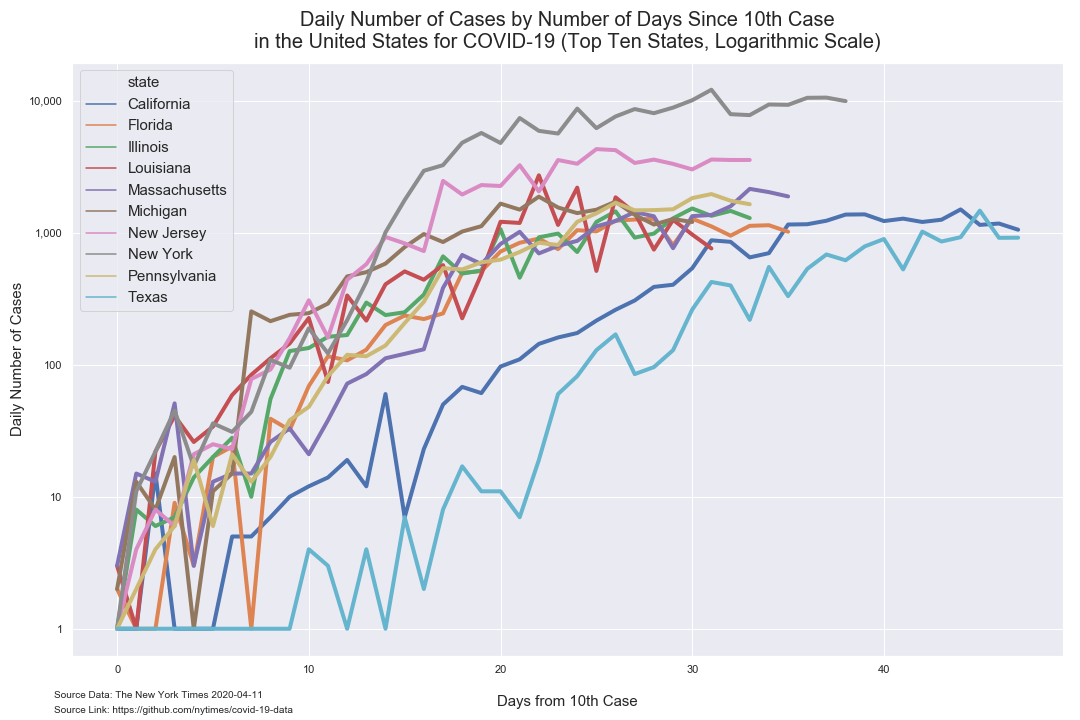 Daily Number of Cases by Number of Days Since 10th Case
in the United States for COVID-19 (Top Ten States, Logarithmic Scale)
state
California
Florida
Illinois
Louisiana
Massachusetts
Michigan
New Jersey
New York
Pennsylvania
Texas
Daily Number of Cases
10,000
1,000
100
10
1
0
10
20
30
40
Days from 10th Case
Source Data: The New York Times 2020-04-11
Source Link: https://github.com/nytimes/covid-19-data